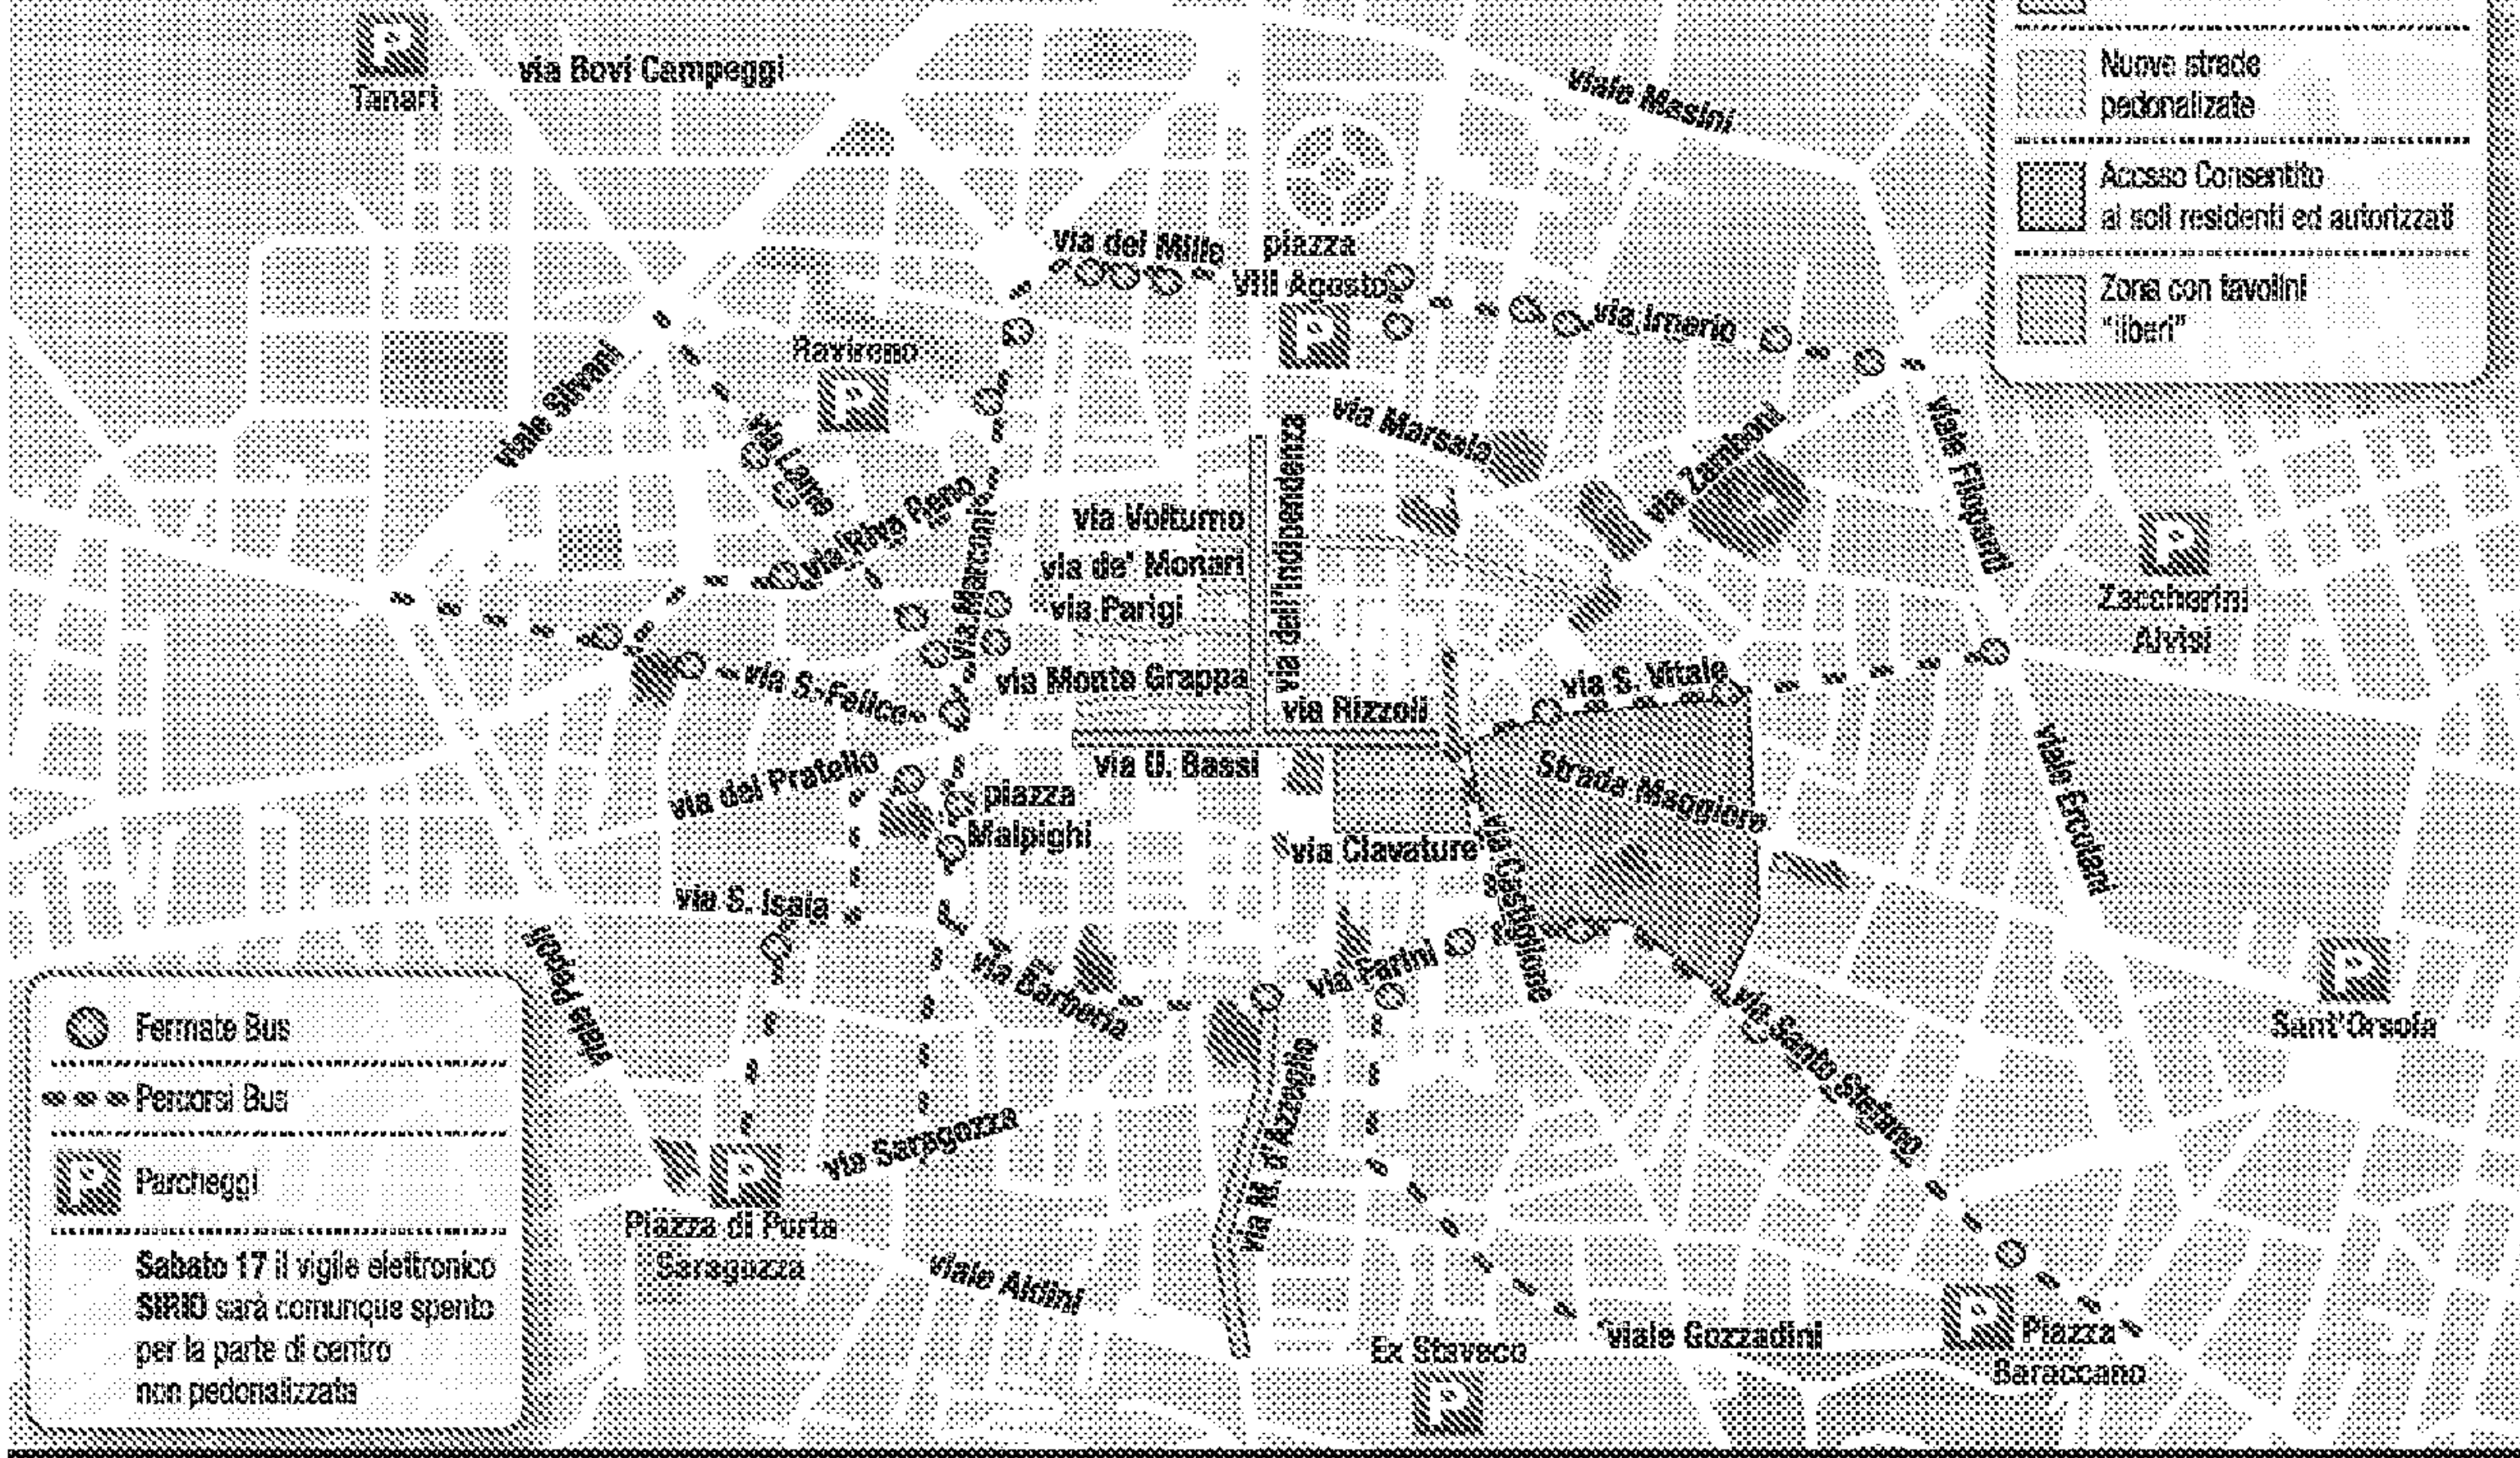 Tanari
via Bovi Campeggi
viale Masini
Nuove strade
pedonalizate
Accsso Consentito
ai soli residenti ed autorizzati
Zona con tavolini
"liberi"
via dei Mille
piazza
VIII Agosto
via Irnerio
viale Silvani
Ravireno
via Lame
via Riva Reno
via Marconi
via Marsala
via Zamboni
viale Filopanti
via dell'Indipendenza
via Volturno
via de' Monari
via Parigi
via Monte Grappa
via Rizzoli
Zaccherini
Alvisi
via S. Felice
via S. Vitale
via U. Bassi
via del Pratello
piazza
Malpighi
via Clavature
Strada Maggiore
via Castiglione
viale Ercolani
via S. Isaia
viale Pepoli
via Barberia
via Farini
via Santo Stefano
Sant'Orsola
via Saragozza
via M. d'Azeglio
Piazza di Porta
Saragozza
viale Aldini
Ex Staveco
viale Gozzadini
Piazza
Baraccano
Fermate Bus
Percorsi Bus
P Parcheggi
Sabato 17 il vigile elettronico
SIRIO sarà comunque spento
per la parte di centro
non pedonalizzata
P
P
P
P
P
P
P
P